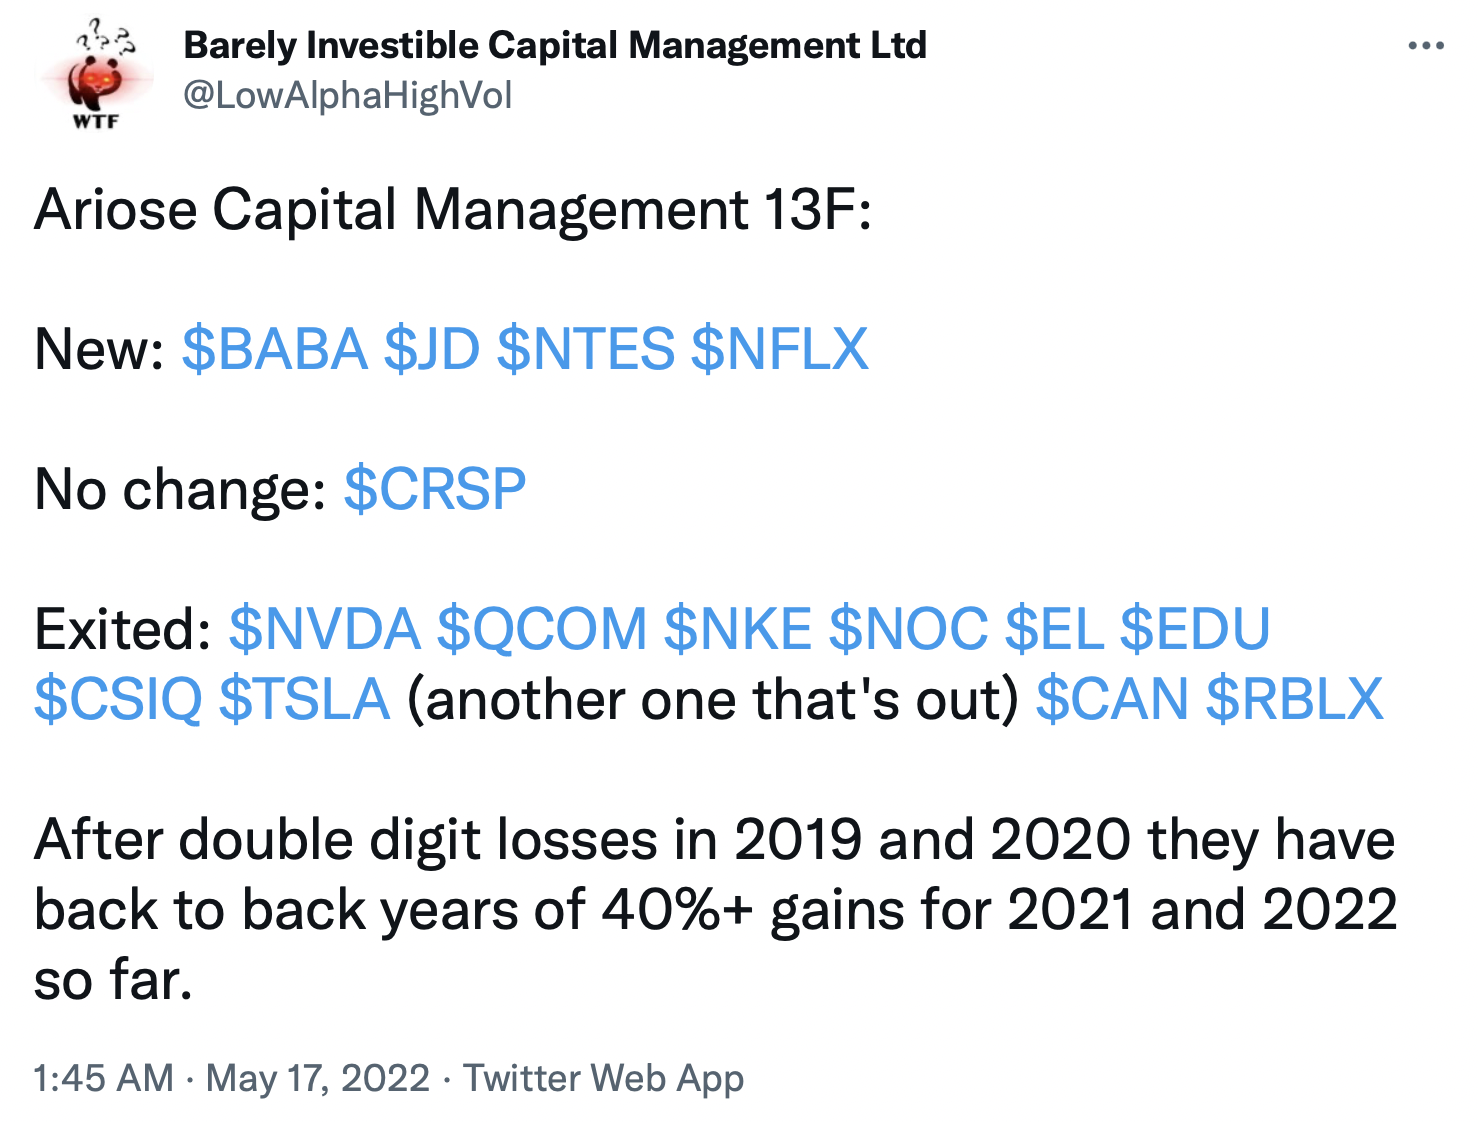 ???
WTF
Barely Investible Capital Management Ltd
@LowAlphaHighVol
Ariose Capital Management 13F:
New: $BABA $JD $NTES $NFLX
No change: $CRSP
Exited: $NVDA $QCOM $NKE $NOC $EL $EDU
$CSIQ $TSLA (another one that's out) $CAN $RBLX
After double digit losses in 2019 and 2020 they have
back to back years of 40%+ gains for 2021 and 2022
so far.
1:45 AM · May 17, 2022 · Twitter Web App